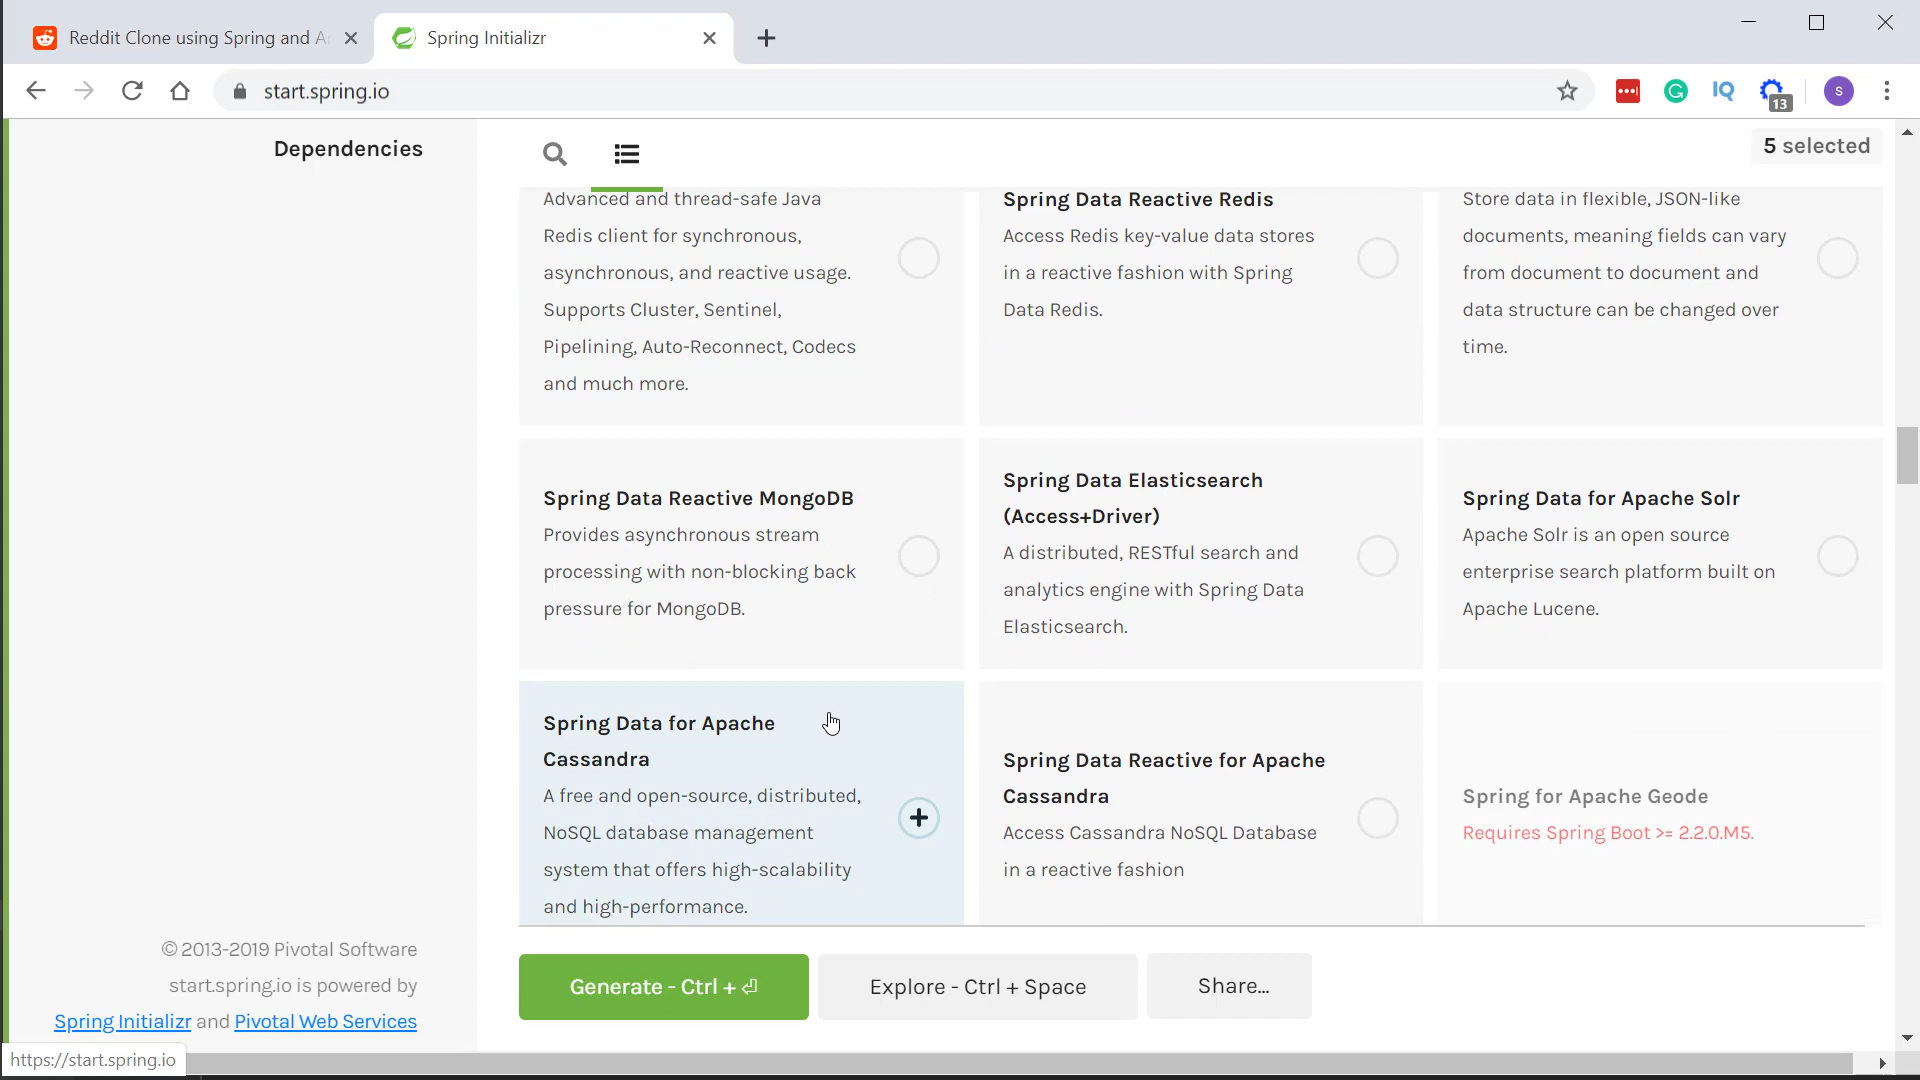 Reddit Clone using Spring and A
Spring Initializr
start.spring.io
IQ
13
s
Dependencies
5 selected
Advanced and thread-safe Java
Redis client for synchronous,
asynchronous, and reactive usage.
Supports Cluster, Sentinel,
Pipelining, Auto-Reconnect, Codecs
and much more.
Spring Data Reactive Redis
Access Redis key-value data stores
in a reactive fashion with Spring
Data Redis.
Store data in flexible, JSON-like
documents, meaning fields can vary
from document to document and
data structure can be changed over
time.
Spring Data Reactive MongoDB
Provides asynchronous stream
processing with non-blocking back
pressure for MongoDB.
Spring Data Elasticsearch
(Access+Driver)
A distributed, RESTful search and
analytics engine with Spring Data
Elasticsearch.
Spring Data for Apache Solr
Apache Solr is an open source
enterprise search platform built on
Apache Lucene.
Spring Data for Apache
Cassandra
A free and open-source, distributed,
NoSQL database management
system that offers high-scalability
and high-performance.
Spring Data Reactive for Apache
Cassandra
Access Cassandra NoSQL Database
in a reactive fashion
Spring for Apache Geode
Requires Spring Boot >= 2.2.0.M5.
© 2013-2019 Pivotal Software
start.spring.io is powered by
Spring Initializr and Pivotal Web Services
Generate - Ctrl + ⏎
Explore - Ctrl + Space
Share...
https://start.spring.io